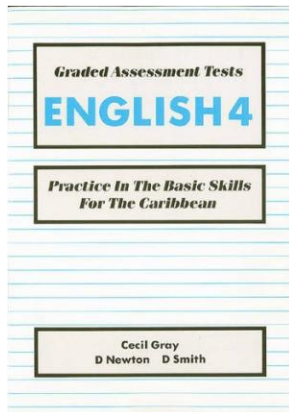 Graded Assessment Tests
ENGLISH 4
Practice In The Basic Skills
For The Caribbean
Cecil Gray
D Newton D Smith